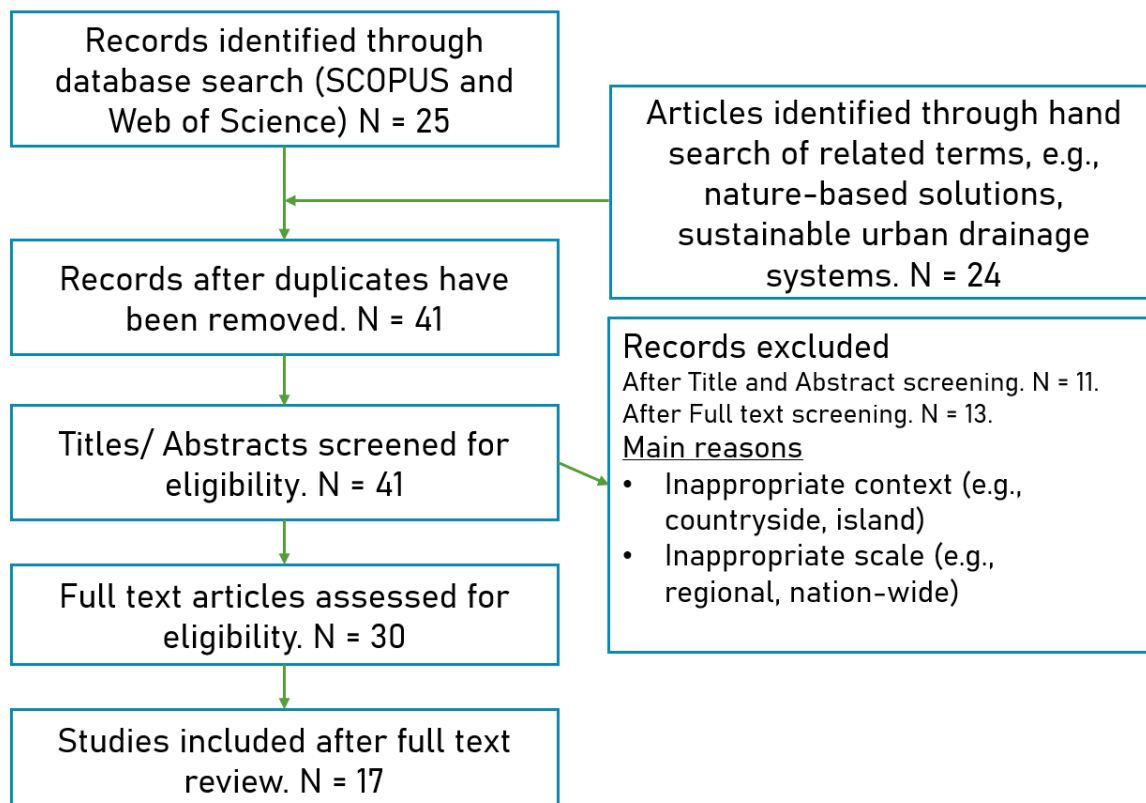 Records identified through
database search (SCOPUS and
Web of Science) N = 25
Articles identified through hand
search of related terms, e.g.,
nature-based solutions,
sustainable urban drainage
systems. N = 24
Records after duplicates have
been removed. N = 41
Records excluded
After Title and Abstract screening. N = 11.
After Full text screening. N = 13.
Main reasons
• Inappropriate context (e.g.,
countryside, island)
• Inappropriate scale (e.g.,
regional, nation-wide)
Titles/ Abstracts screened for
eligibility. N = 41
Full text articles assessed for
eligibility. N = 30
Studies included after full text
review. N = 17